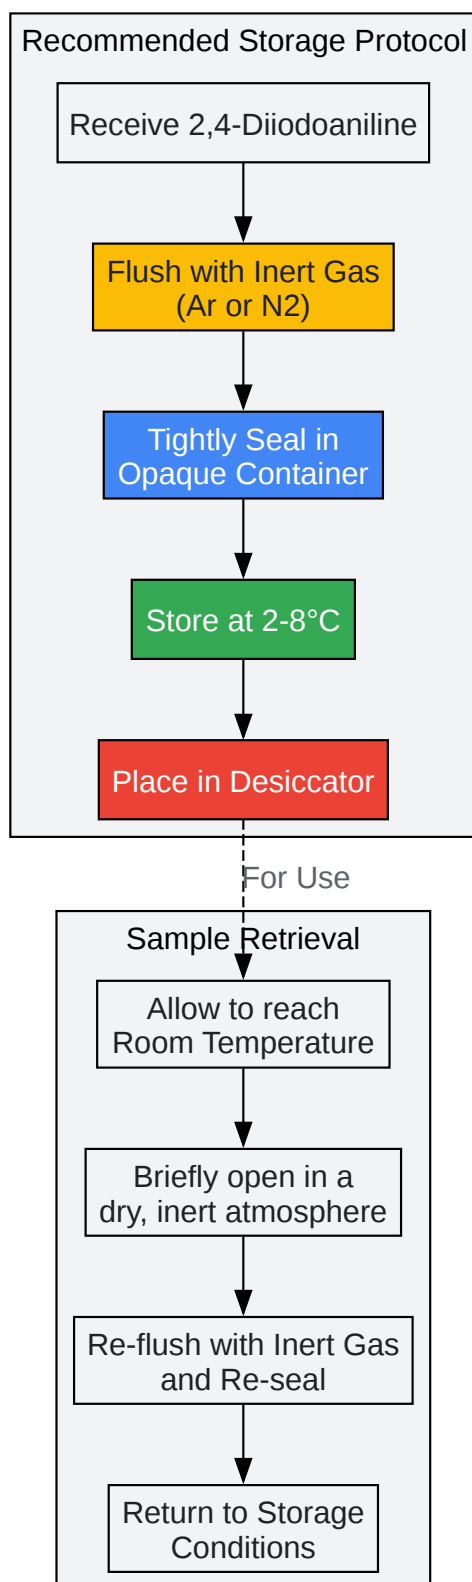 Recommended Storage Protocol
Receive 2,4-Diiodoaniline
Flush with Inert Gas
(Ar or N2)
Tightly Seal in
Opaque Container
Store at 2-8°C
Place in Desiccator
For Use
Sample Retrieval
Allow to reach
Room Temperature
Briefly open in a
dry, inert atmosphere
Re-flush with Inert Gas
and Re-seal
Return to Storage
Conditions